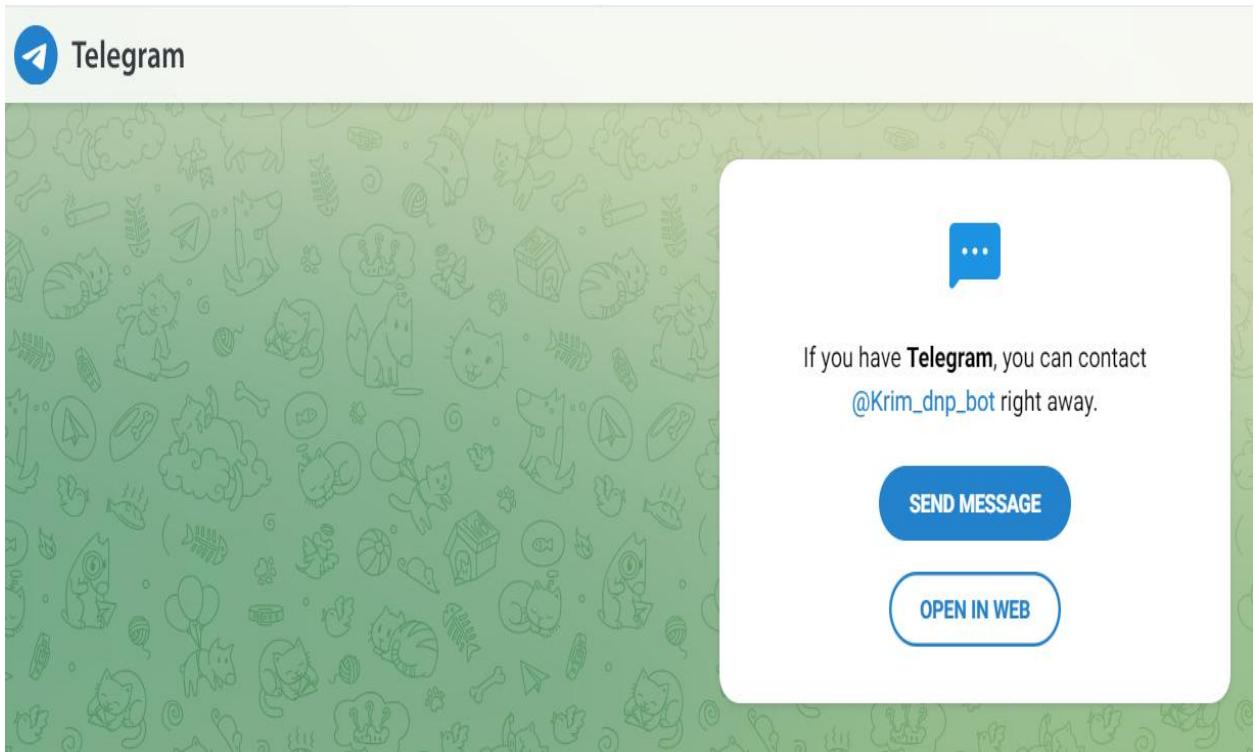 Telegram
If you have Telegram, you can contact
@Krim_dnp_bot right away.
SEND MESSAGE
OPEN IN WEB